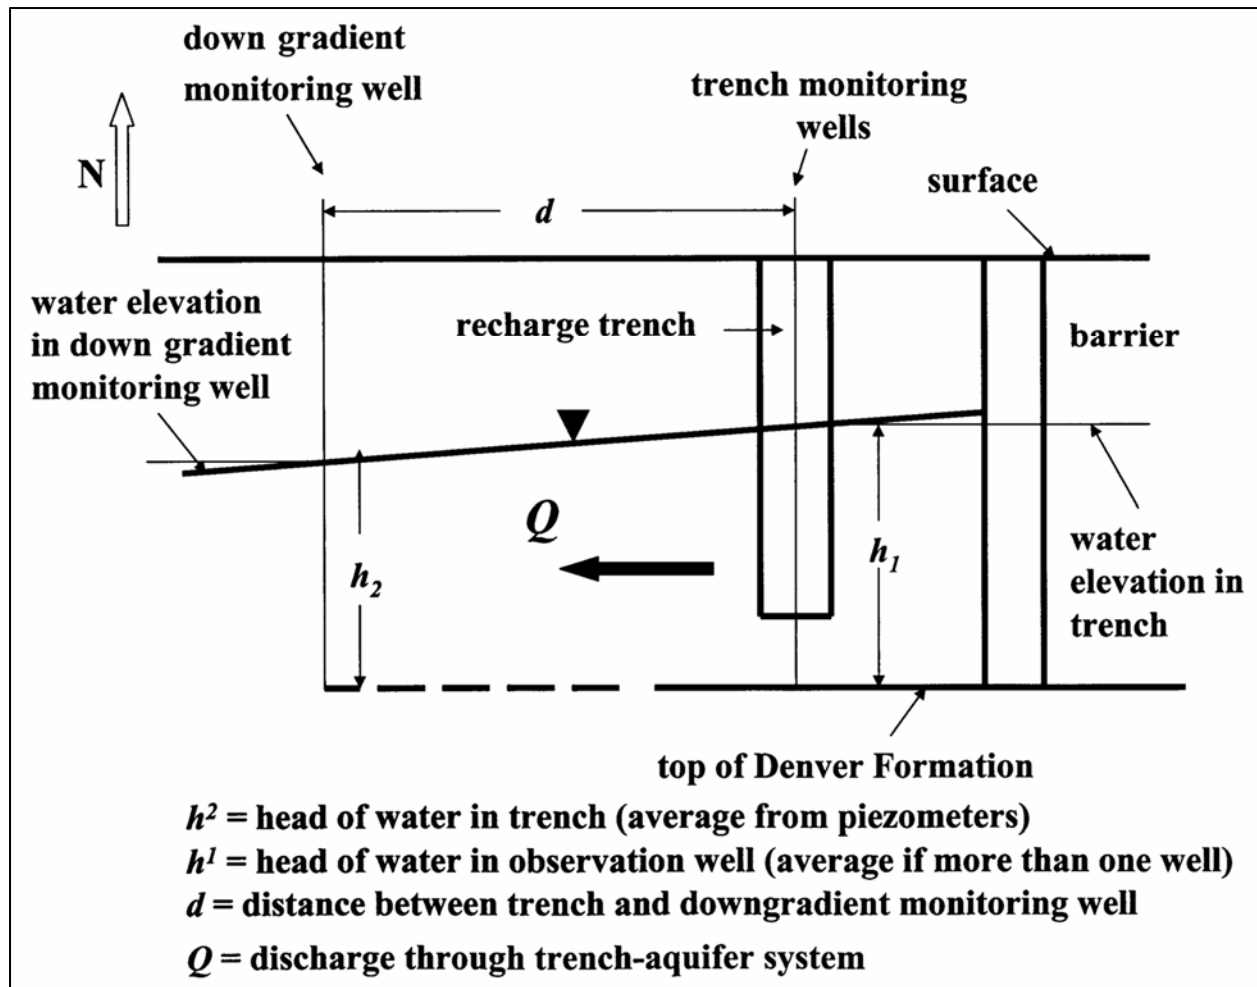 down gradient
monitoring well
trench monitoring
wells
N
surface
d
water elevation
in down gradient
monitoring well
recharge trench
barrier
Q
h2
h1
water
elevation in
trench
top of Denver Formation
h2 = head of water in trench (average from piezometers)
h1 = head of water in observation well (average if more than one well)
d = distance between trench and downgradient monitoring well
Q = discharge through trench-aquifer system